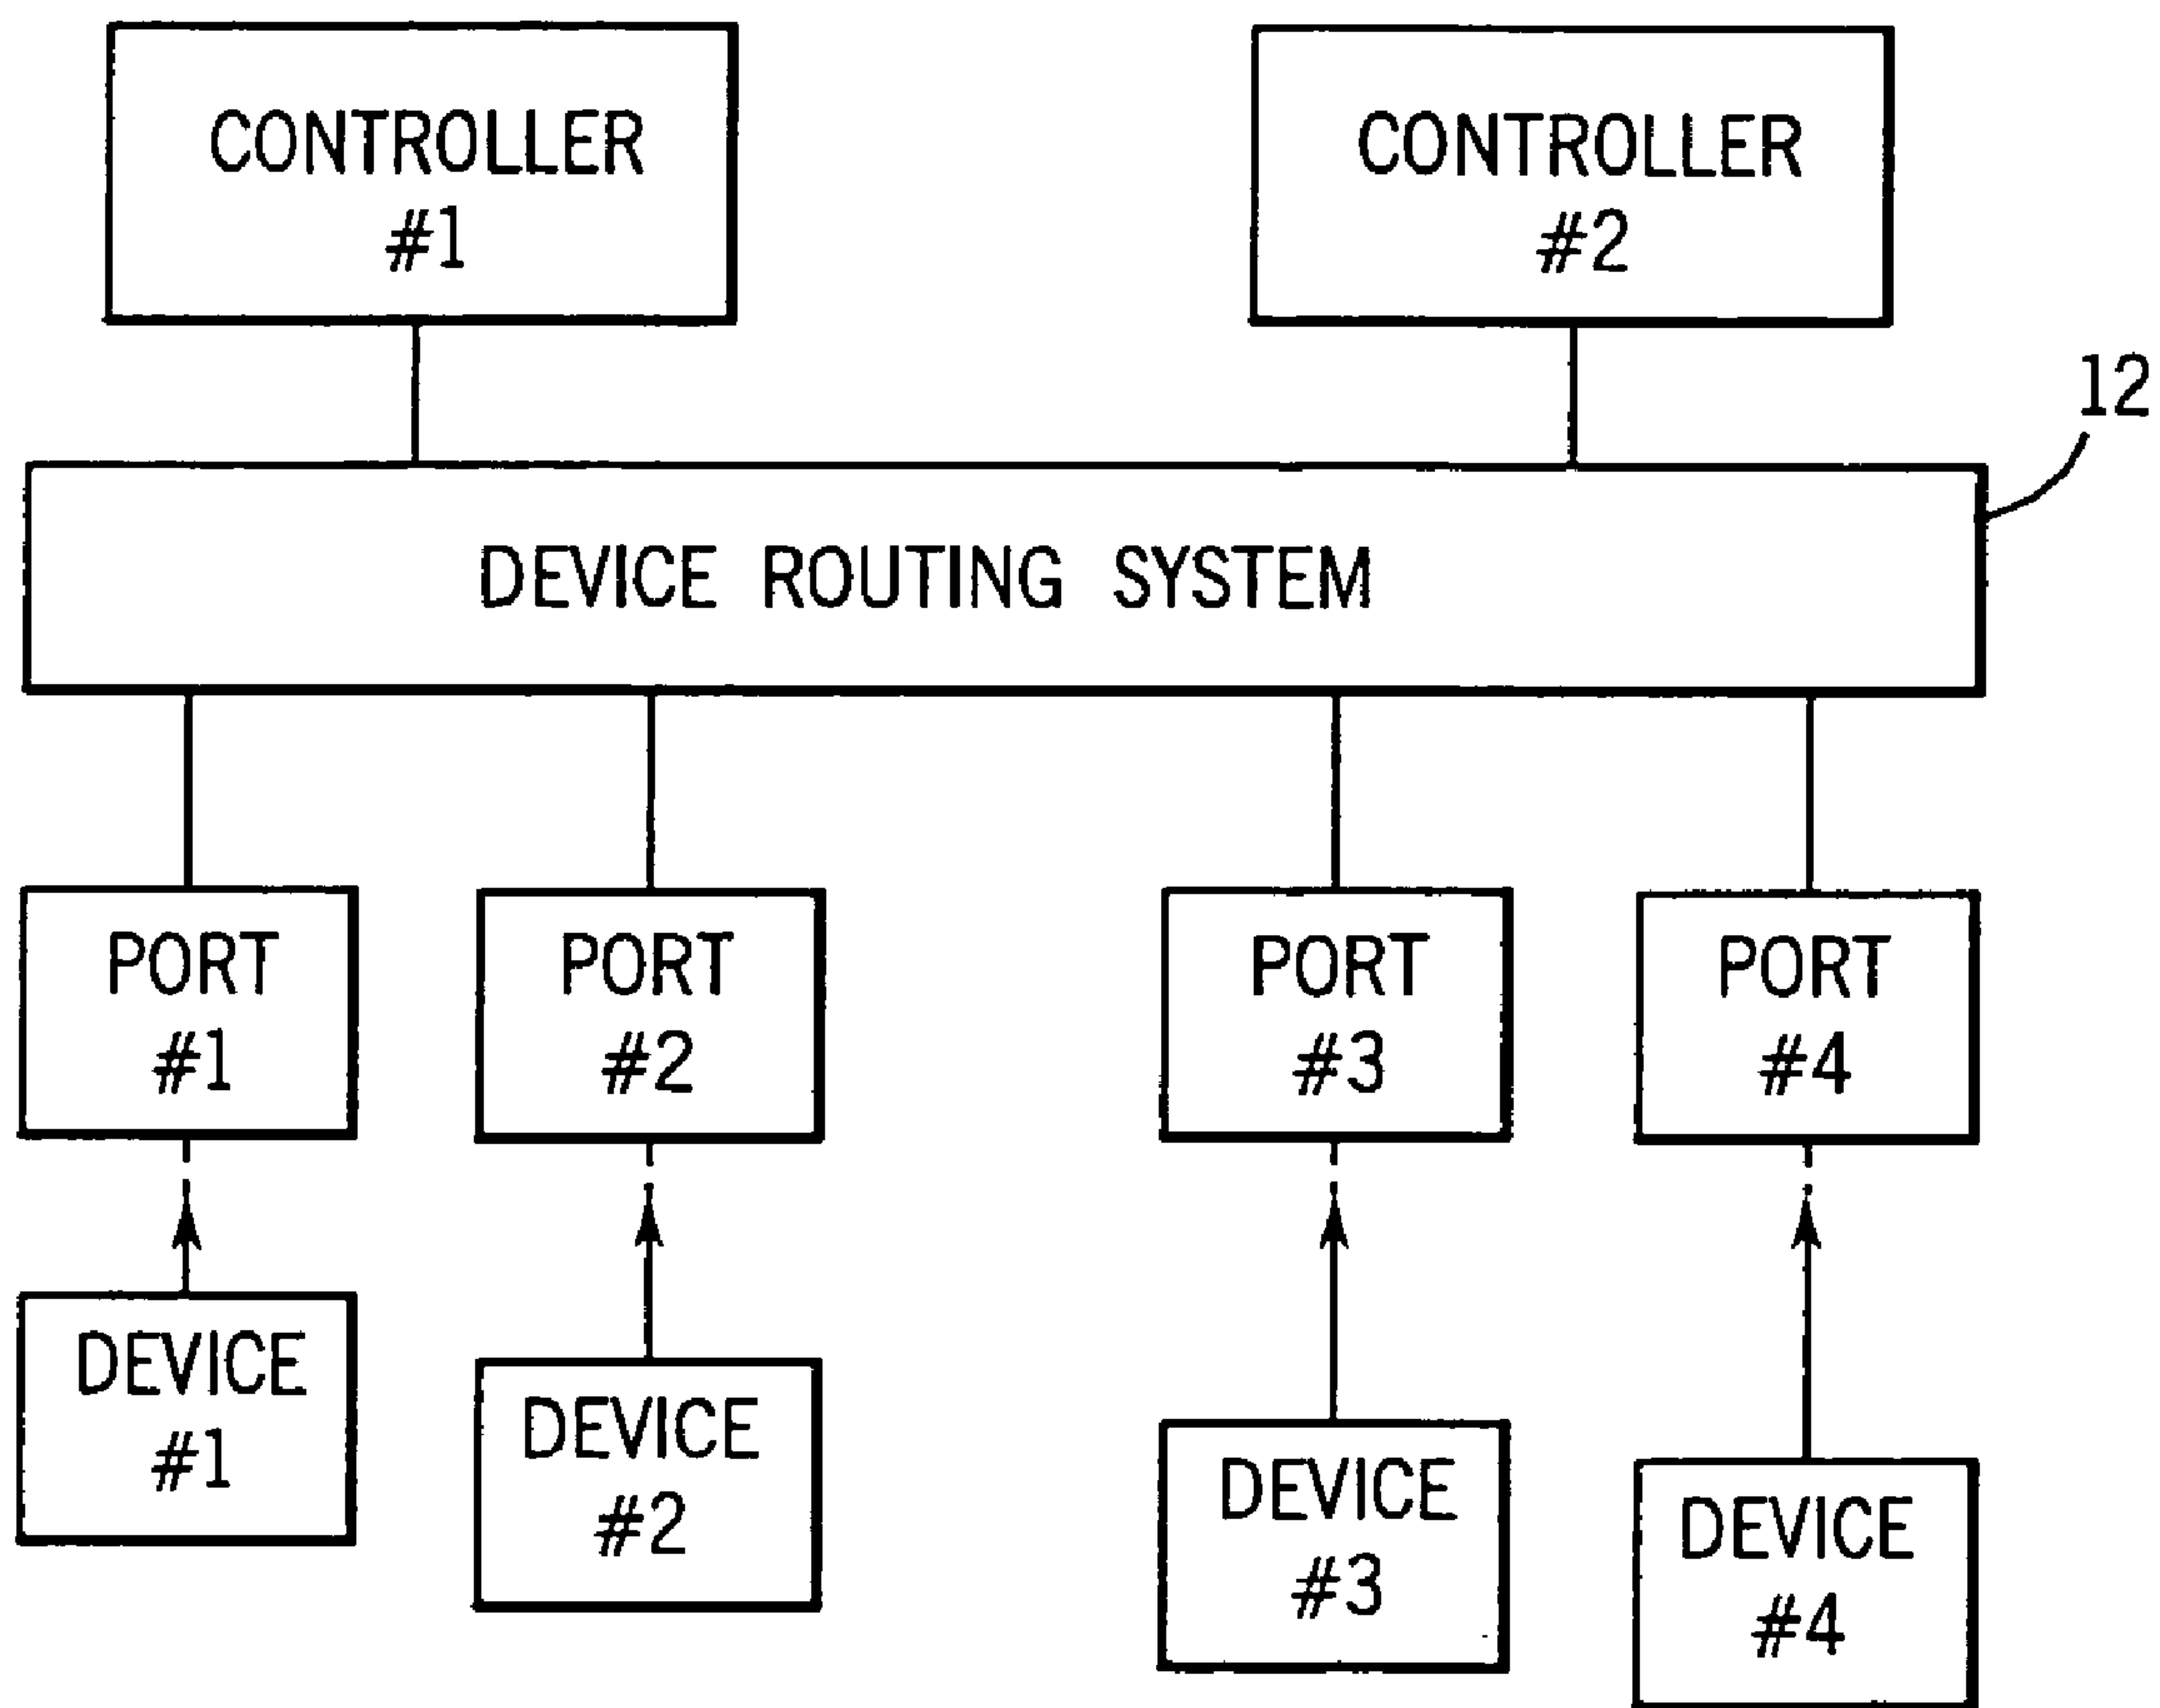 CONTROLLER
#1
CONTROLLER
#2
12
DEVICE ROUTING SYSTEM
PORT
#1
PORT
#2
PORT
#3
PORT
#4
DEVICE
#1
DEVICE
#2
DEVICE
#3
DEVICE
#4